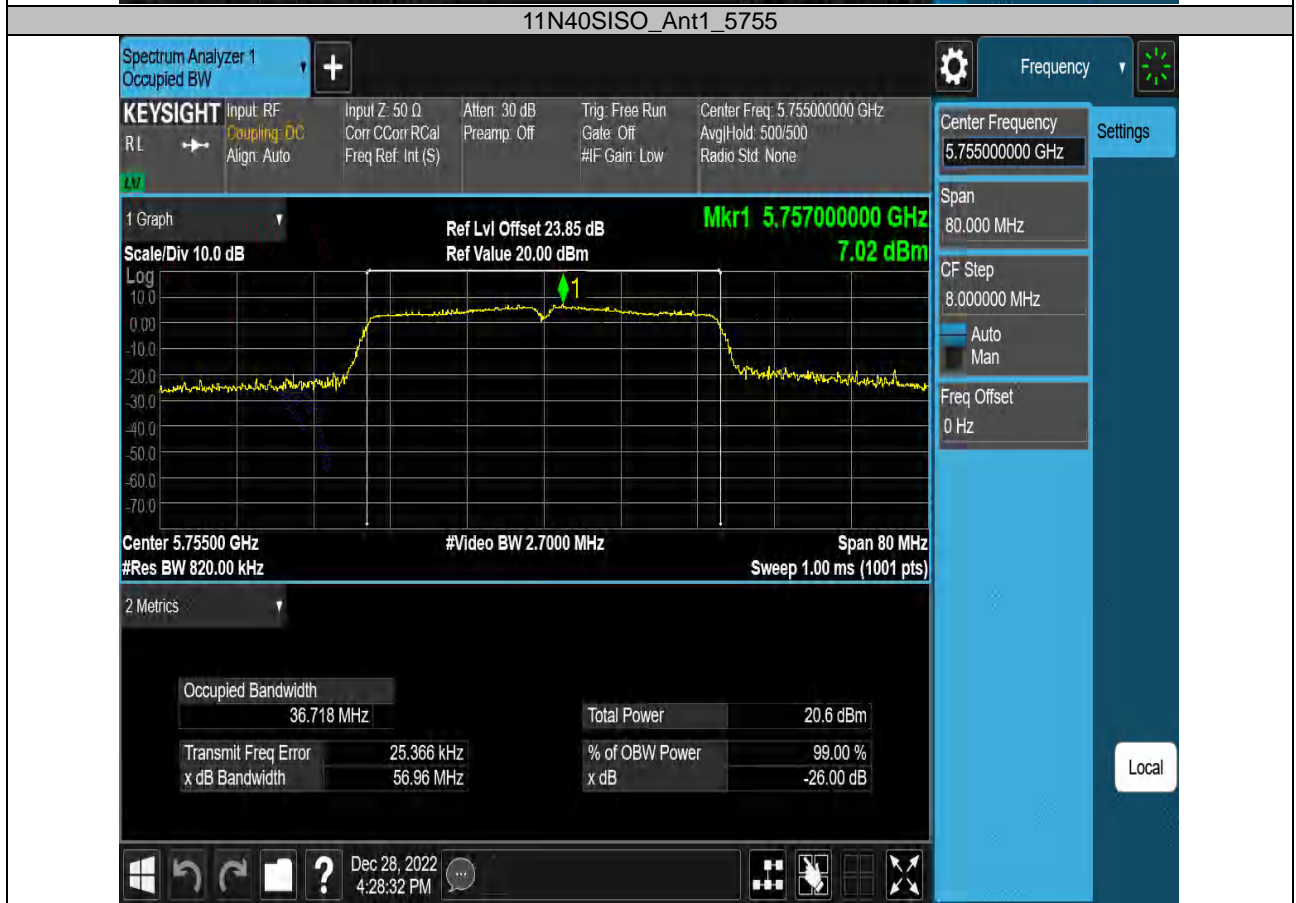 11N40SISO_Ant1_5755
Spectrum Analyzer 1
Occupied BW
Frequency
KEYSIGHT
RL
LNI
Input: RF
Coupling: DC
Align: Auto
Input Z: 50 Ω
Corr CCorr RCal
Freq Ref: Int (S)
Atten: 30 dB
Preamp: Off
Trig: Free Run
Gate: Off
#IF Gain: Low
Center Freq: 5.755000000 GHz
Avg|Hold: 500/500
Radio Std: None
Center Frequency
5.755000000 GHz
Settings
Span
80.000 MHz
CF Step
8.000000 MHz
Auto
Man
Freq Offset
0 Hz
1 Graph
Scale/Div 10.0 dB
Ref Lvl Offset 23.85 dB
Ref Value 20.00 dBm
Mkr1 5.757000000 GHz
7.02 dBm
Log
10.0
0.00
-10.0
-20.0
-30.0
-40.0
-50.0
-60.0
-70.0
1
Center 5.75500 GHz
#Video BW 2.7000 MHz
Span 80 MHz
#Res BW 820.00 kHz
Sweep 1.00 ms (1001 pts)
2 Metrics
Occupied Bandwidth
36.718 MHz
Total Power 20.6 dBm
Transmit Freq Error 25.366 kHz
% of OBW Power 99.00 %
x dB Bandwidth 56.96 MHz
x dB -26.00 dB
Local
Dec 28, 2022
4:28:32 PM